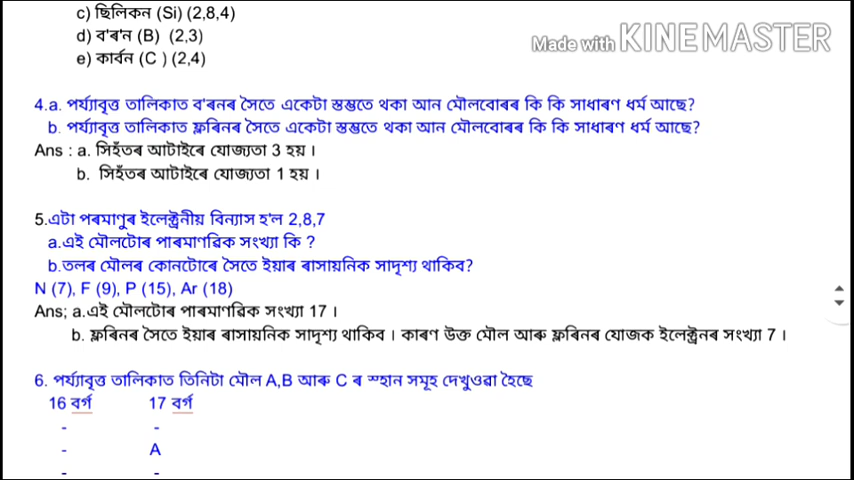 c) ছিলিকন (Si) (2,8,4)
Made with KINEMASTER
d) ব'ৰ'ন (B) (2,3)
e) কাৰ্বন (C ) (2,4)
4.a. পৰ্য্যাবৃত্ত তালিকাত ব'ৰনৰ সৈতে একেটা স্তম্ভতে থকা আন মৌলবোৰৰ কি কি সাধাৰণ ধৰ্ম আছে?
b. পৰ্য্যাবৃত্ত তালিকাত ফ্লৰিনৰ সৈতে একেটা স্তম্ভতে থকা আন মৌলবোৰৰ কি কি সাধাৰণ ধৰ্ম আছে?
Ans : a. সিহঁতৰ আটাইৰে যোজ্যতা 3 হয় ।
b. সিহঁতৰ আটাইৰে যোজ্যতা 1 হয় ।
5.এটা পৰমাণুৰ ইলেক্ট্ৰনীয় বিন্যাস হ'ল 2,8,7
a.এই মৌলটোৰ পাৰমাণৱিক সংখ্যা কি ?
b.তলৰ মৌলৰ কোনটোৰে সৈতে ইয়াৰ ৰাসায়নিক সাদৃশ্য থাকিব?
N (7), F (9), P (15), Ar (18)
Ans; a.এই মৌলটোৰ পাৰমাণৱিক সংখ্যা 17 ।
b. ফ্লৰিনৰ সৈতে ইয়াৰ ৰাসায়নিক সাদৃশ্য থাকিব । কাৰণ উক্ত মৌল আৰু ফ্লৰিনৰ যোজক ইলেক্ট্ৰনৰ সংখ্যা 7 ।
6. পৰ্য্যাবৃত্ত তালিকাত তিনিটা মৌল A,B আৰু C ৰ স্হান সমূহ দেখুওৱা হৈছে
16 বৰ্গ 17 বৰ্গ
- -
- A
- -